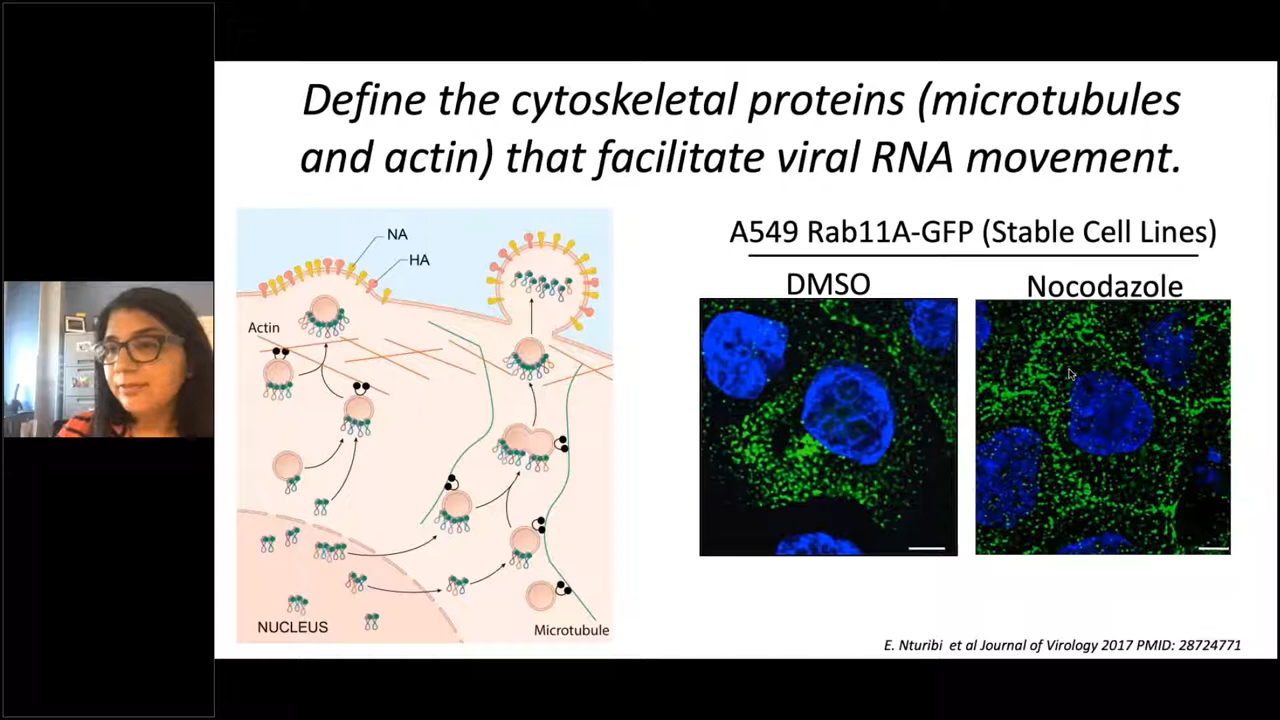 Define the cytoskeletal proteins (microtubules
and actin) that facilitate viral RNA movement.
NA
HA
Actin
NUCLEUS
Microtubule
A549 Rab11A-GFP (Stable Cell Lines)
DMSO
Nocodazole
E. Nturibi et al Journal of Virology 2017 PMID: 28724771